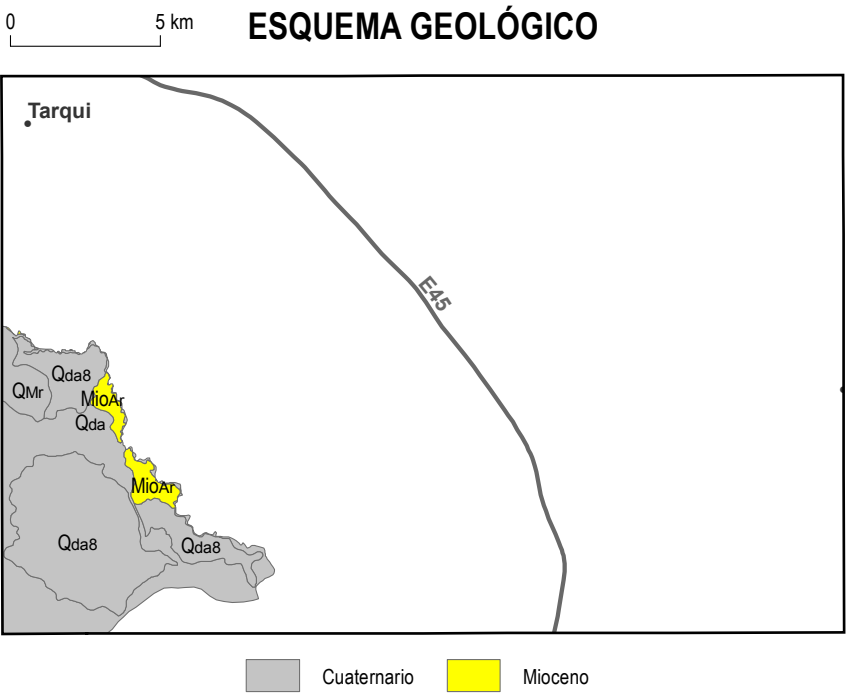 0 5 km
ESQUEMA GEOLÓGICO
Tarqui
E45
Qda8
QMr
MioAr
Qda
MioAr
Qda8
Qda8
Cuaternario
Mioceno